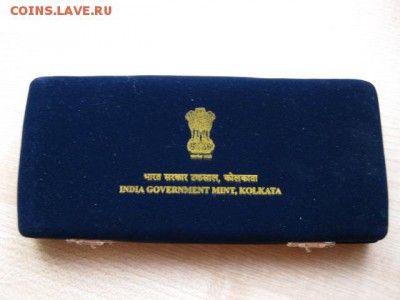 COINS.LAVE.RU
भारत सरकार टकसाल, कोलकाता
INDIA GOVERNMENT MINT, KOLKATA